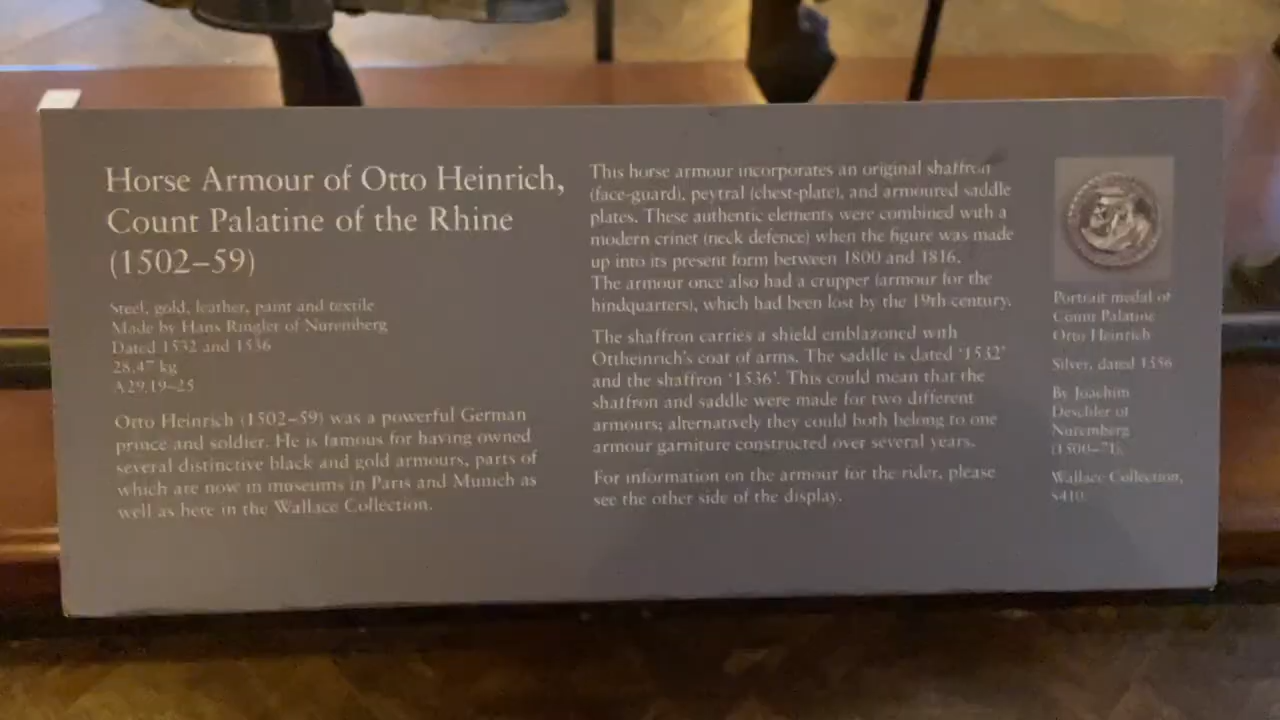 Horse Armour of Otto Heinrich,
Count Palatine of the Rhine
(1502–59)
Steel, gold, leather, paint and textile
Made by Hans Ringler of Nuremberg
Dated 1532 and 1536
28.47 kg
A29,19–25
Otto Heinrich (1502–59) was a powerful German
prince and soldier. He is famous for having owned
several distinctive black and gold armours, parts of
which are now in museums in Paris and Munich as
well as here in the Wallace Collection.
This horse armour incorporates an original shaffron
(face-guard), peytral (chest-plate), and armoured saddle
plates. These authentic elements were combined with a
modern crinet (neck defence) when the figure was made
up into its present form between 1800 and 1816.
The armour once also had a crupper (armour for the
hindquarters), which had been lost by the 19th century.
The shaffron carries a shield emblazoned with
Ottheinrich's coat of arms. The saddle is dated '1532'
and the shaffron '1536'. This could mean that the
shaffron and saddle were made for two different
armours; alternatively they could both belong to one
armour garniture constructed over several years.
For information on the armour for the rider, please
see the other side of the display.
Portrait medal of
Count Palatine
Otto Heinrich
Silver, dated 1556
By Joachim
Deschler of
Nuremberg
(1500–71).
Wallace Collection,
S410.